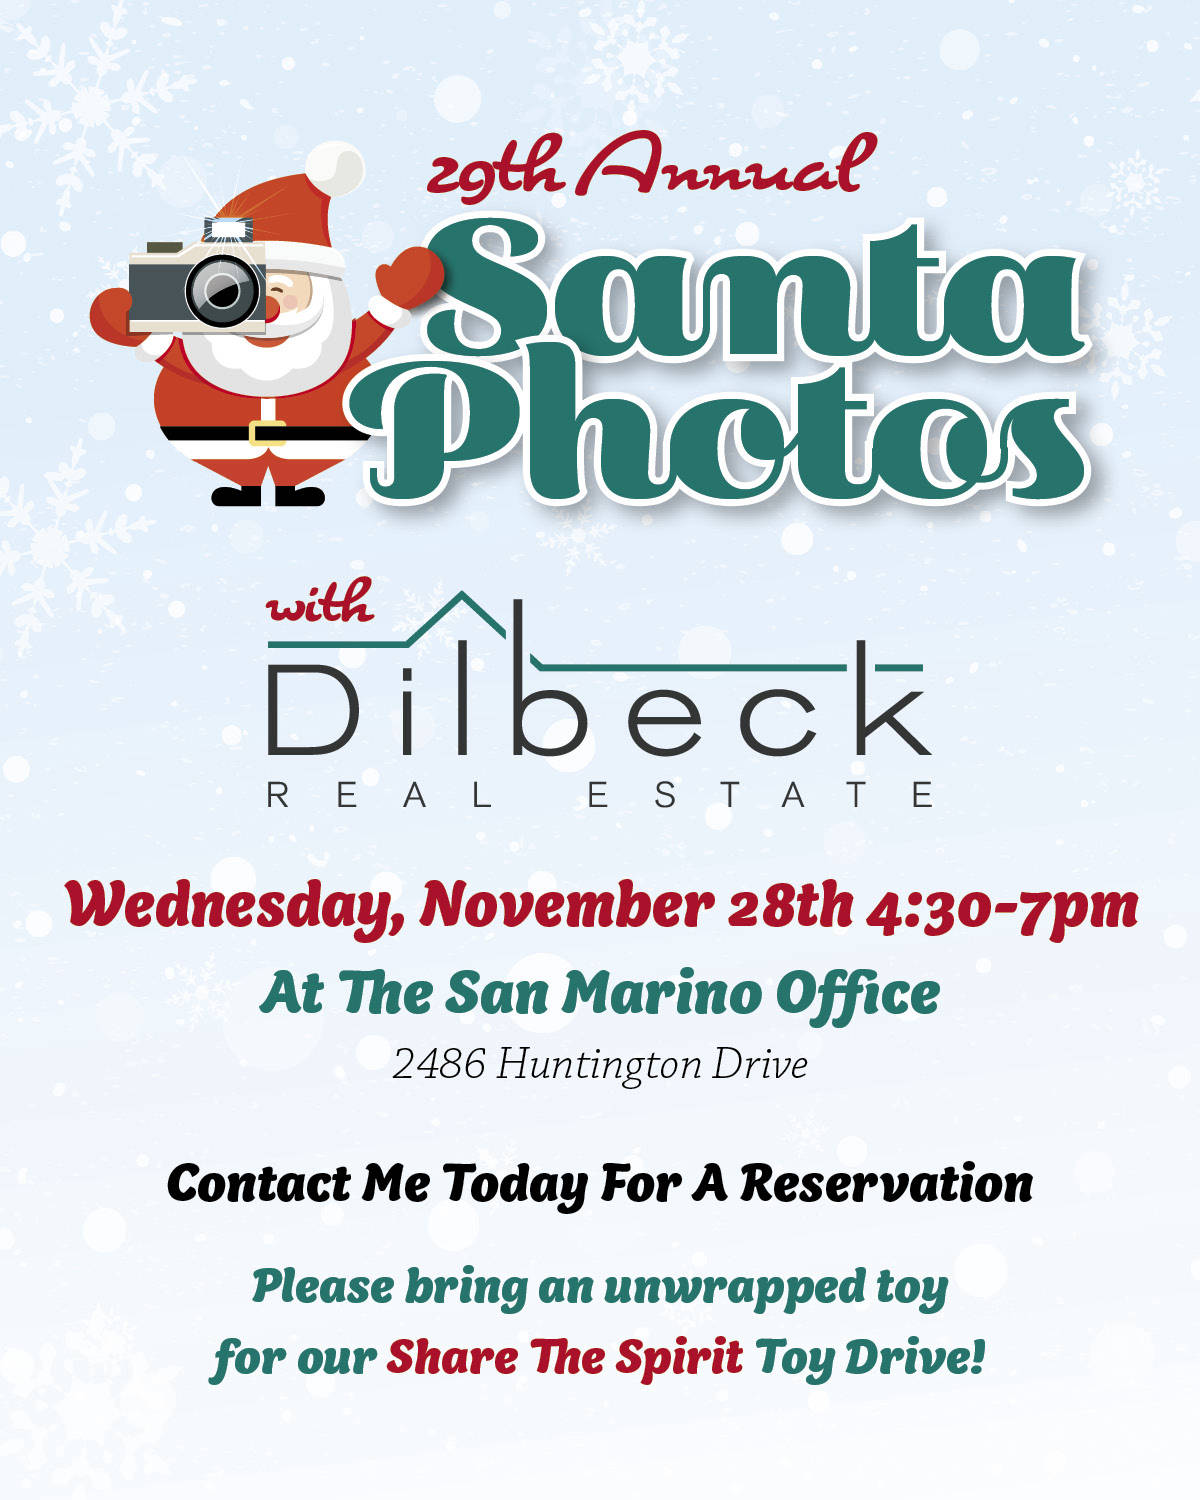 29th Annual
Santa
Photos
with
Dilbeck
REAL ESTATE
Wednesday, November 28th 4:30-7pm
At The San Marino Office
2486 Huntington Drive
Contact Me Today For A Reservation
Please bring an unwrapped toy
for our Share The Spirit Toy Drive!